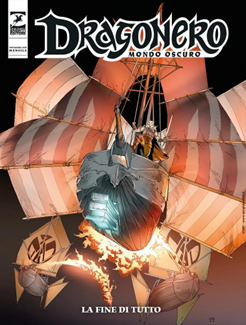 DRAGONERO
MONDO OSCURO
LA FINE DI TUTTO